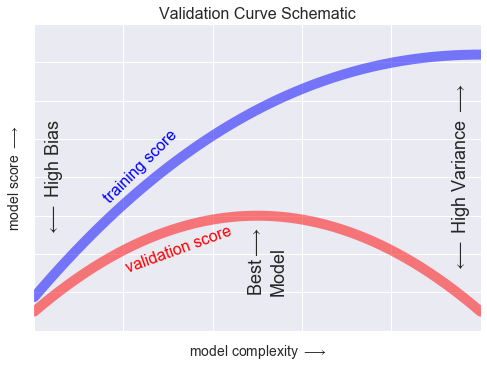 Validation Curve Schematic
model score ⟶
⟵ High Bias
training score
validation score
Best ⟶
Model
⟵ High Variance ⟶
model complexity ⟶